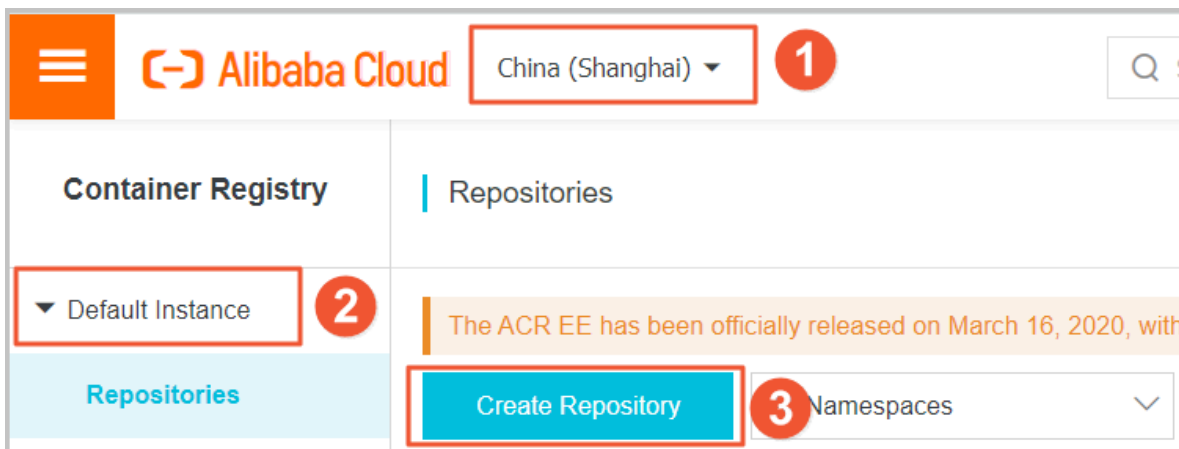 Alibaba Cloud
China (Shanghai)
1
Container Registry
Repositories
Default Instance
2
The ACR EE has been officially released on March 16, 2020, with
Repositories
Create Repository
3
Namespaces